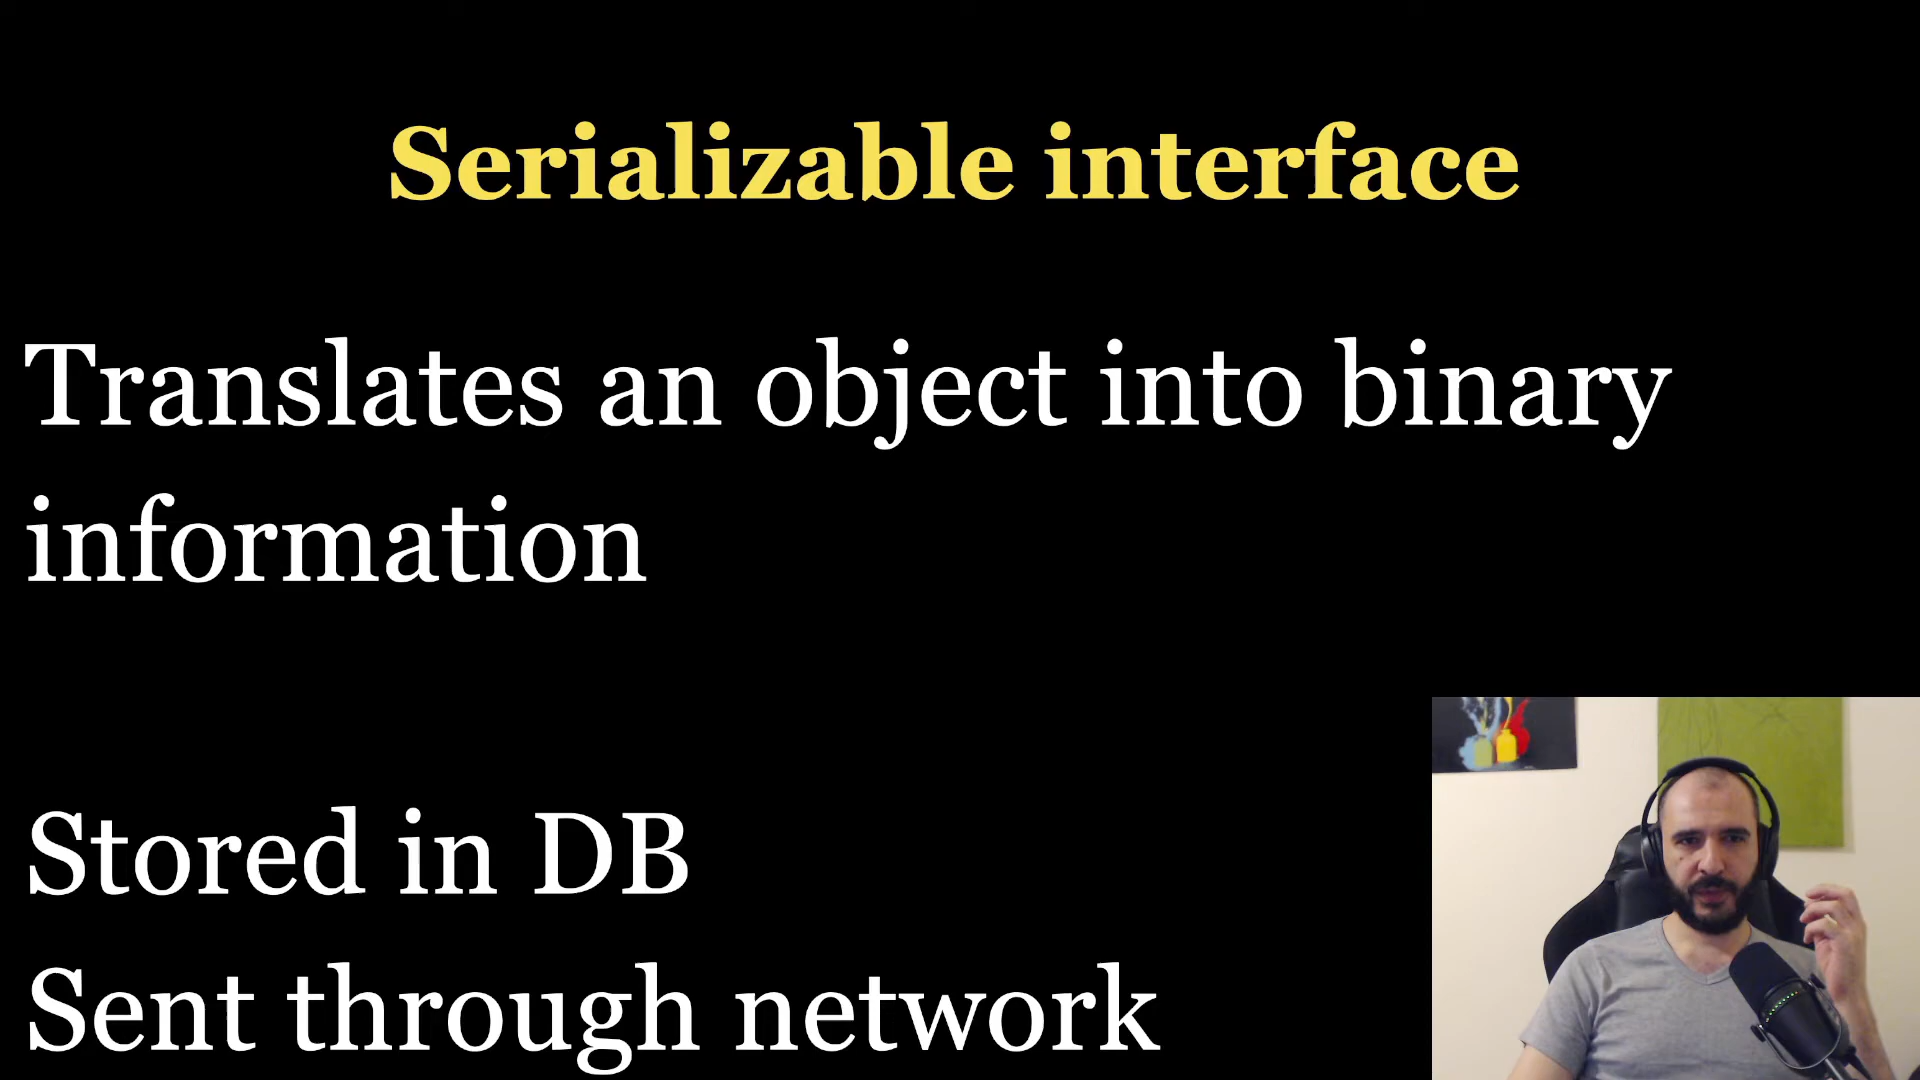 Serializable interface
Translates an object into binary
information
Stored in DB
Sent through network